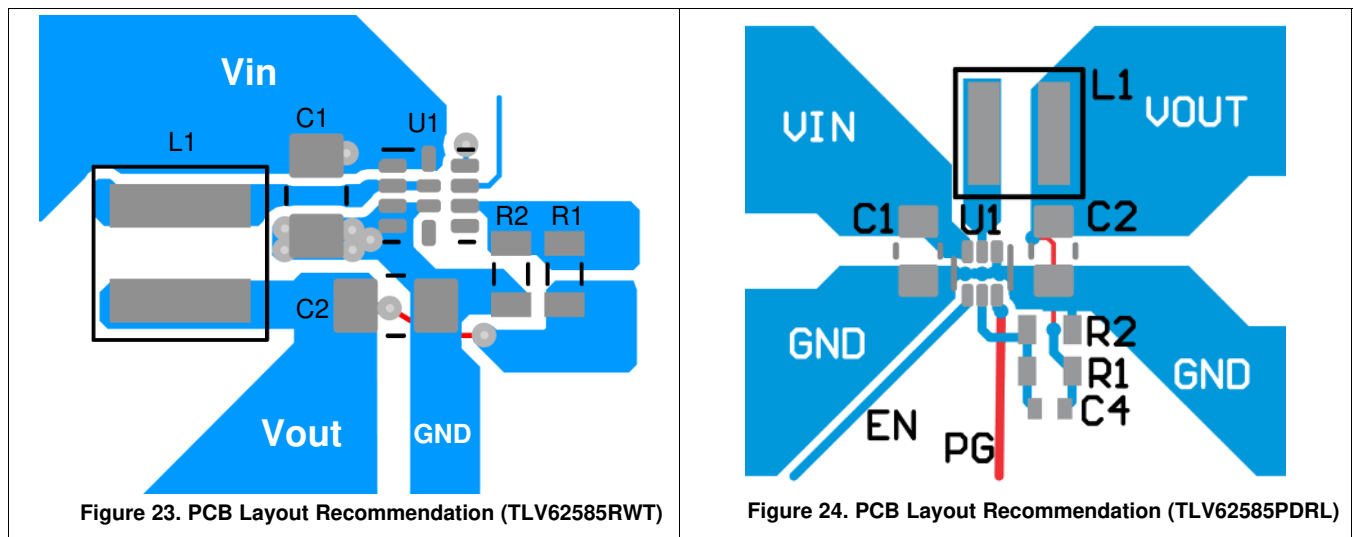 Vin
C1
U1
L1
R2
R1
C2
Vout
GND
Figure 23. PCB Layout Recommendation (TLV62585RWT)
L1
VIN
VOUT
C1
U1
C2
GND
R2
R1
GND
C4
EN
PG
Figure 24. PCB Layout Recommendation (TLV62585PDRL)